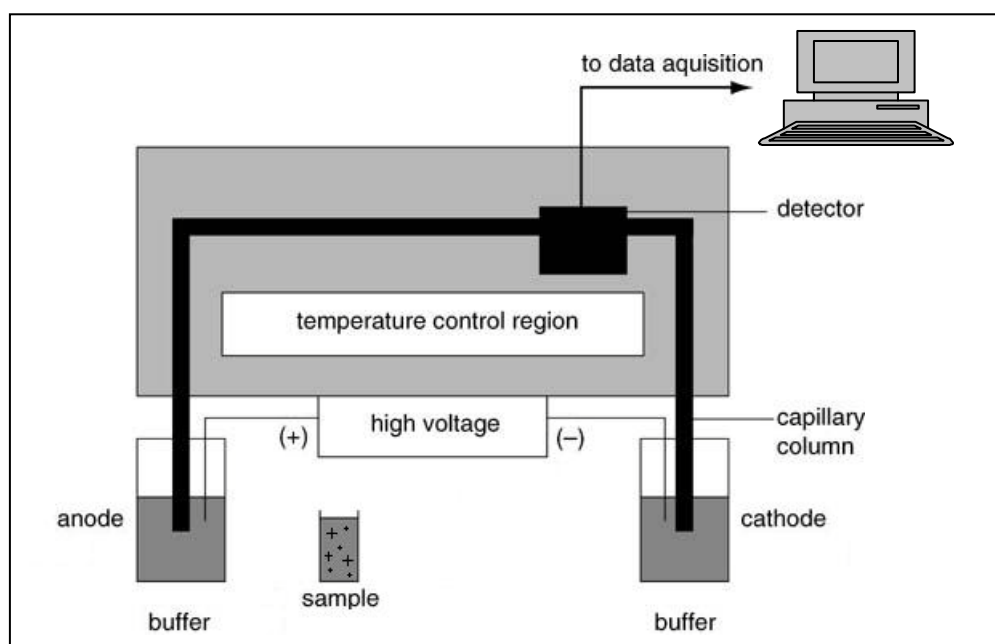 to data aquisition
detector
temperature control region
high voltage
(+)
(–)
capillary
column
anode
cathode
sample
buffer
buffer